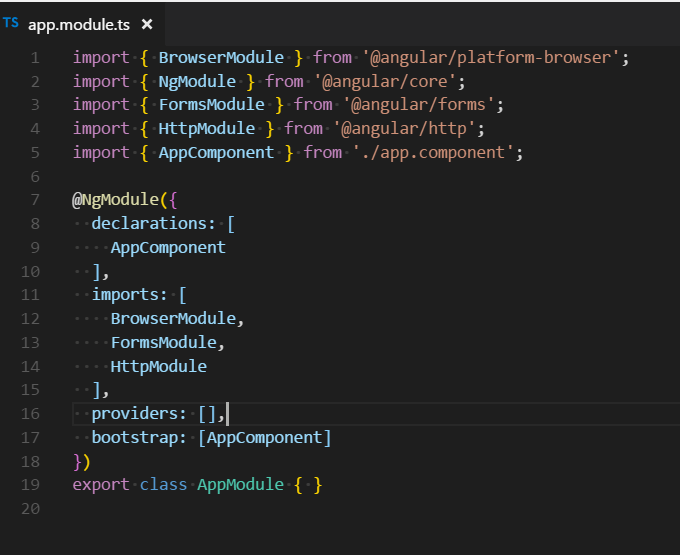 TS app.module.ts ×
1 import { BrowserModule } from '@angular/platform-browser';
2 import { NgModule } from '@angular/core';
3 import { FormsModule } from '@angular/forms';
4 import { HttpModule } from '@angular/http';
5 import { AppComponent } from './app.component';
6
7 @NgModule({
8   declarations: [
9     AppComponent
10   ],
11   imports: [
12     BrowserModule,
13     FormsModule,
14     HttpModule
15   ],
16   providers: [],
17   bootstrap: [AppComponent]
18 })
19 export class AppModule { }
20